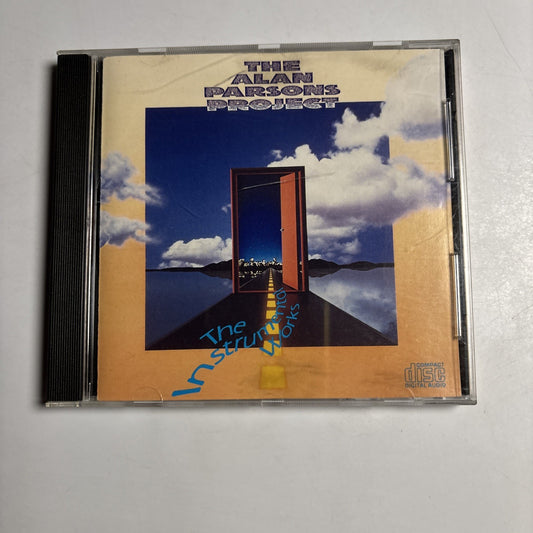 THE
ALAN
PARSONS
PROJECT
The
Instrumental
Works
COMPACT
disc
DIGITAL AUDIO